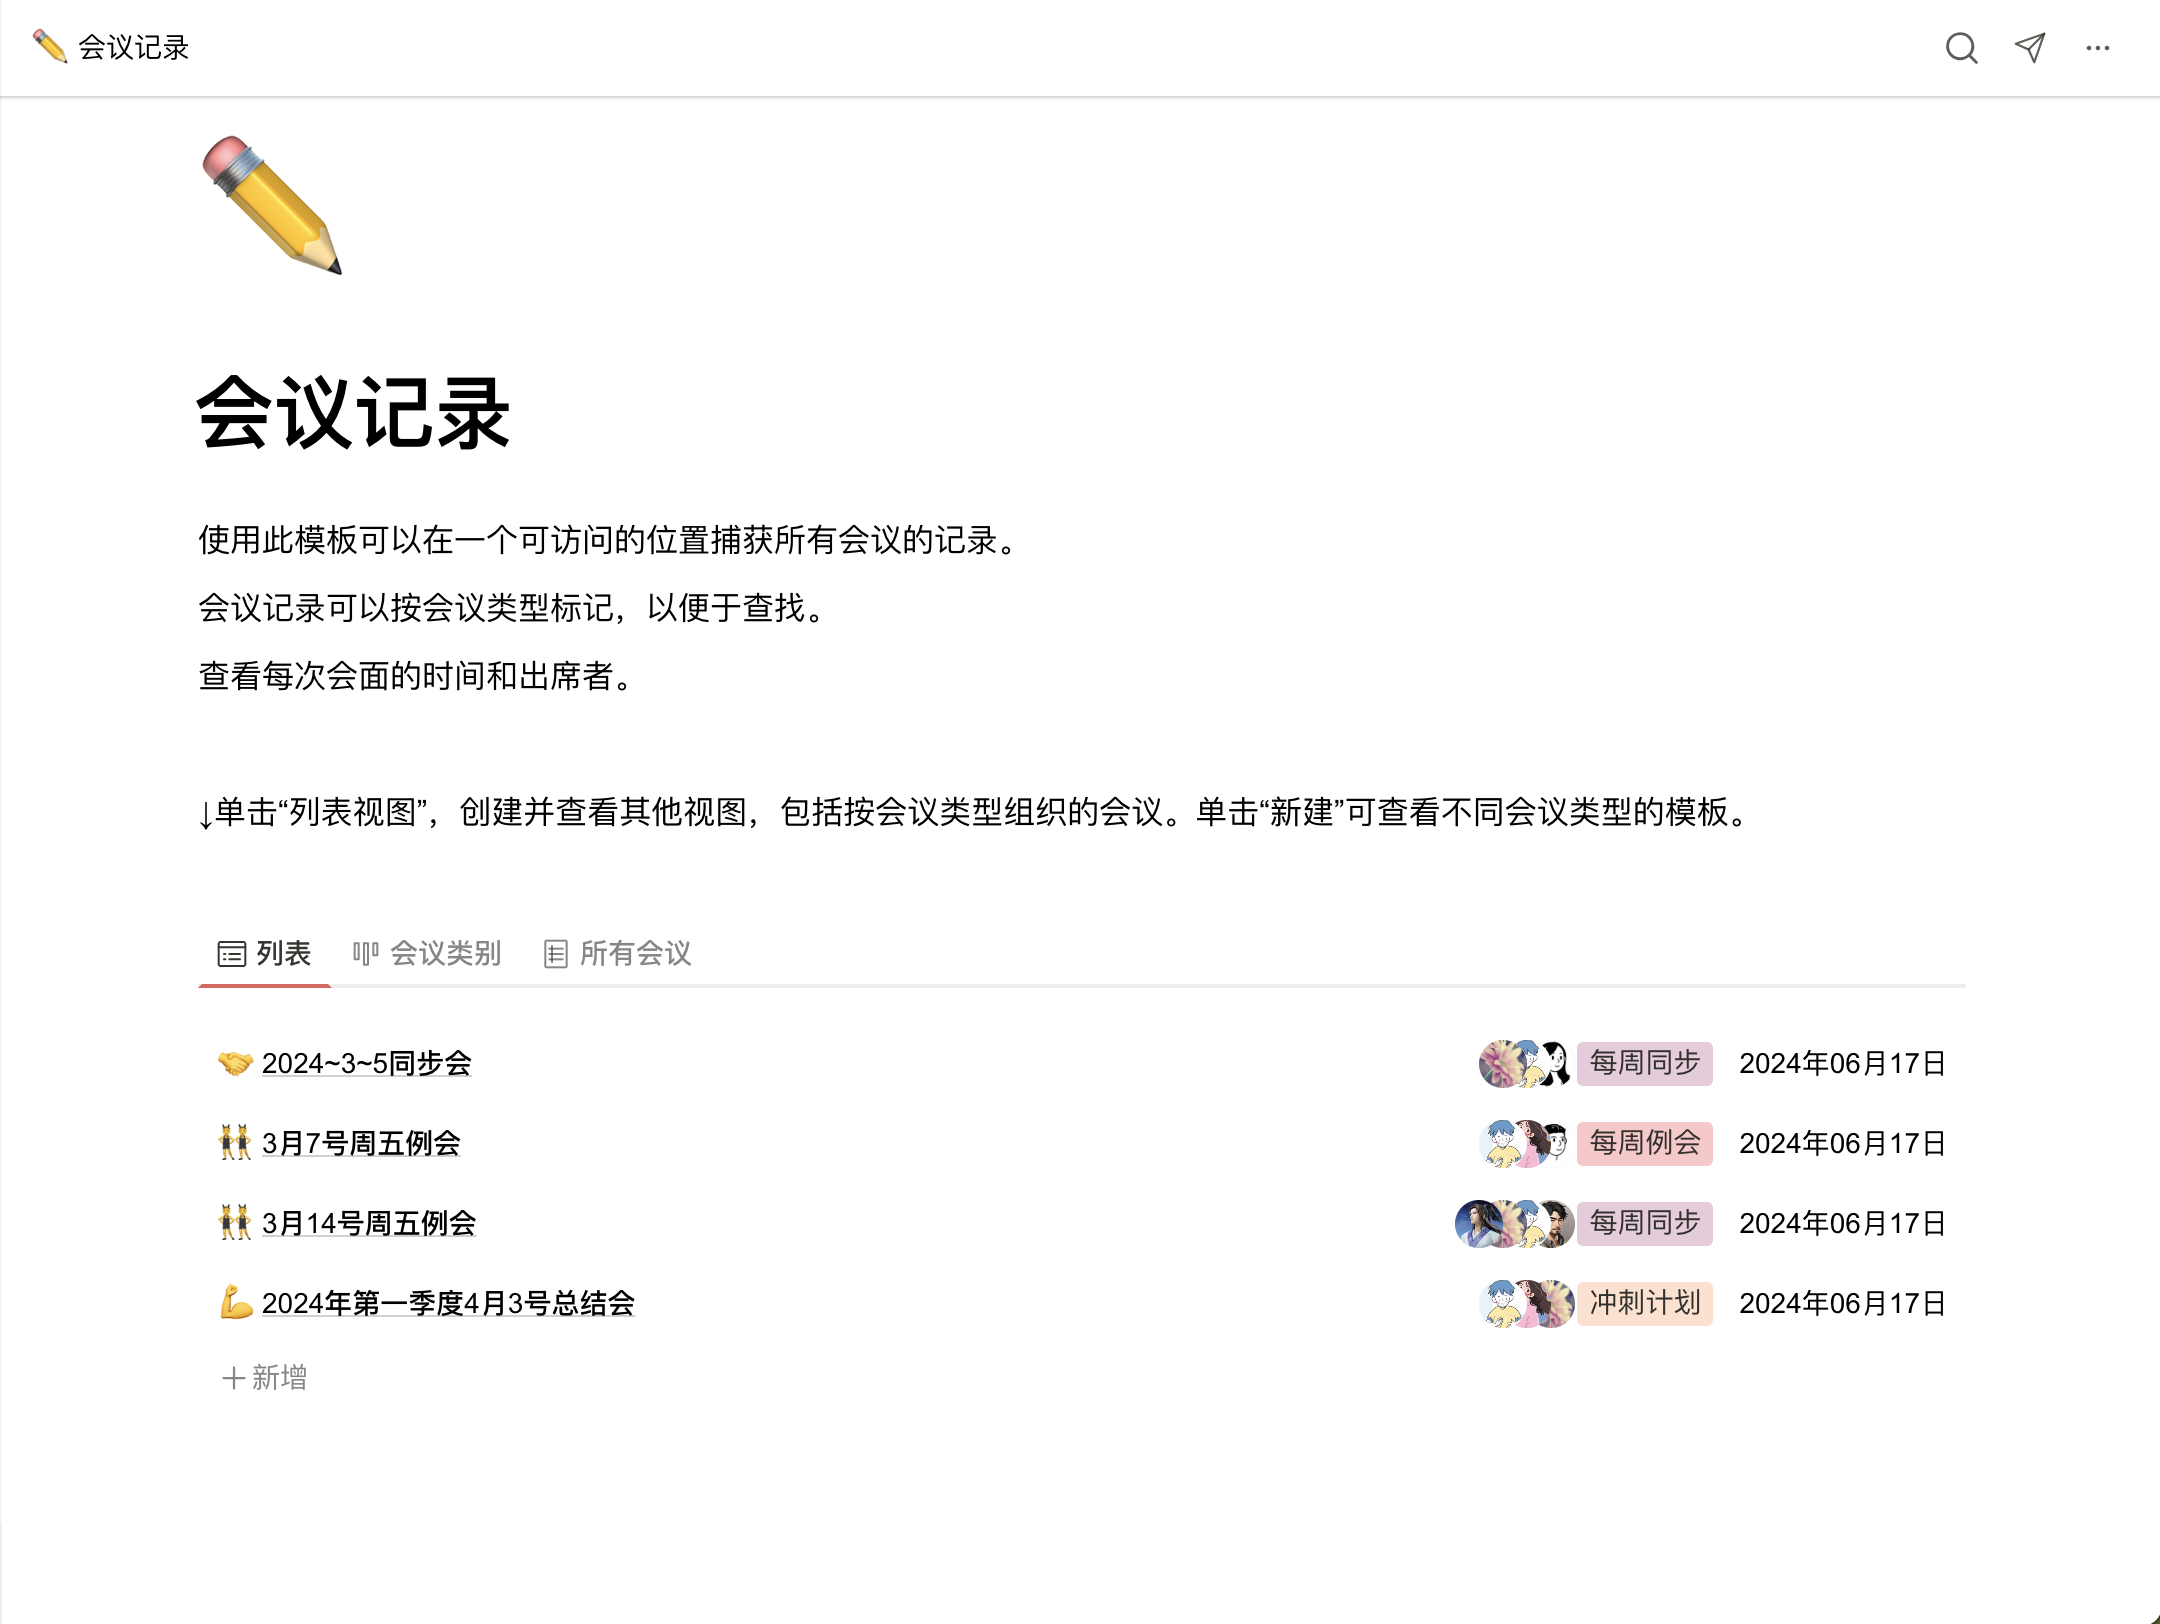 会议记录
会议记录
使用此模板可以在一个可访问的位置捕获所有会议的记录。
会议记录可以按会议类型标记，以便于查找。
查看每次会面的时间和出席者。
↓单击“列表视图”，创建并查看其他视图，包括按会议类型组织的会议。单击“新建”可查看不同会议类型的模板。
列表 会议类别 所有会议
2024~3~5同步会 每周同步 2024年06月17日
3月7号周五例会 每周例会 2024年06月17日
3月14号周五例会 每周同步 2024年06月17日
2024年第一季度4月3号总结会 冲刺计划 2024年06月17日
+新增